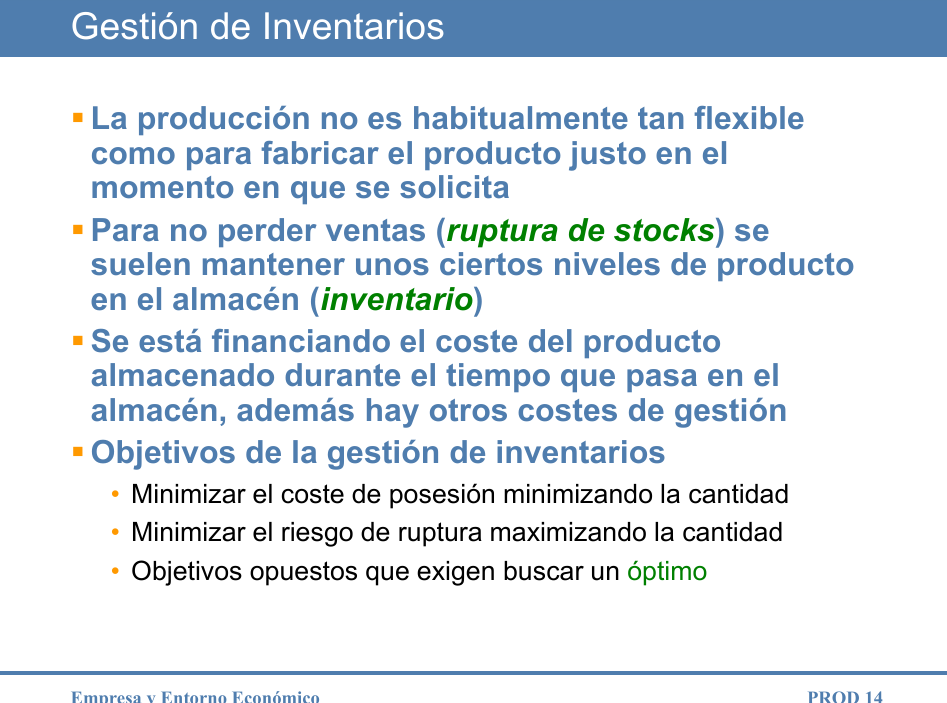 Gestión de Inventarios
▪ La producción no es habitualmente tan flexible
como para fabricar el producto justo en el
momento en que se solicita
▪ Para no perder ventas (ruptura de stocks) se
suelen mantener unos ciertos niveles de producto
en el almacén (inventario)
▪ Se está financiando el coste del producto
almacenado durante el tiempo que pasa en el
almacén, además hay otros costes de gestión
▪ Objetivos de la gestión de inventarios
• Minimizar el coste de posesión minimizando la cantidad
• Minimizar el riesgo de ruptura maximizando la cantidad
• Objetivos opuestos que exigen buscar un óptimo
Empresa y Entorno Económico
PROD 14